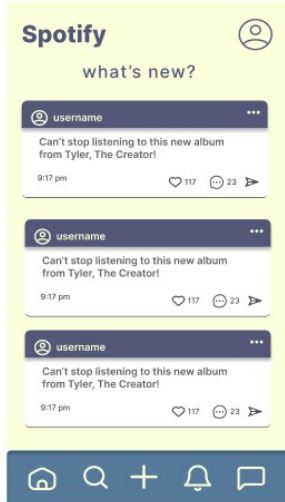 Spotify
what's new?
username
Can't stop listening to this new album
from Tyler, The Creator!
9:17 pm
117
23
username
Can't stop listening to this new album
from Tyler, The Creator!
9:17 pm
117
23
username
Can't stop listening to this new album
from Tyler, The Creator!
9:17 pm
117
23